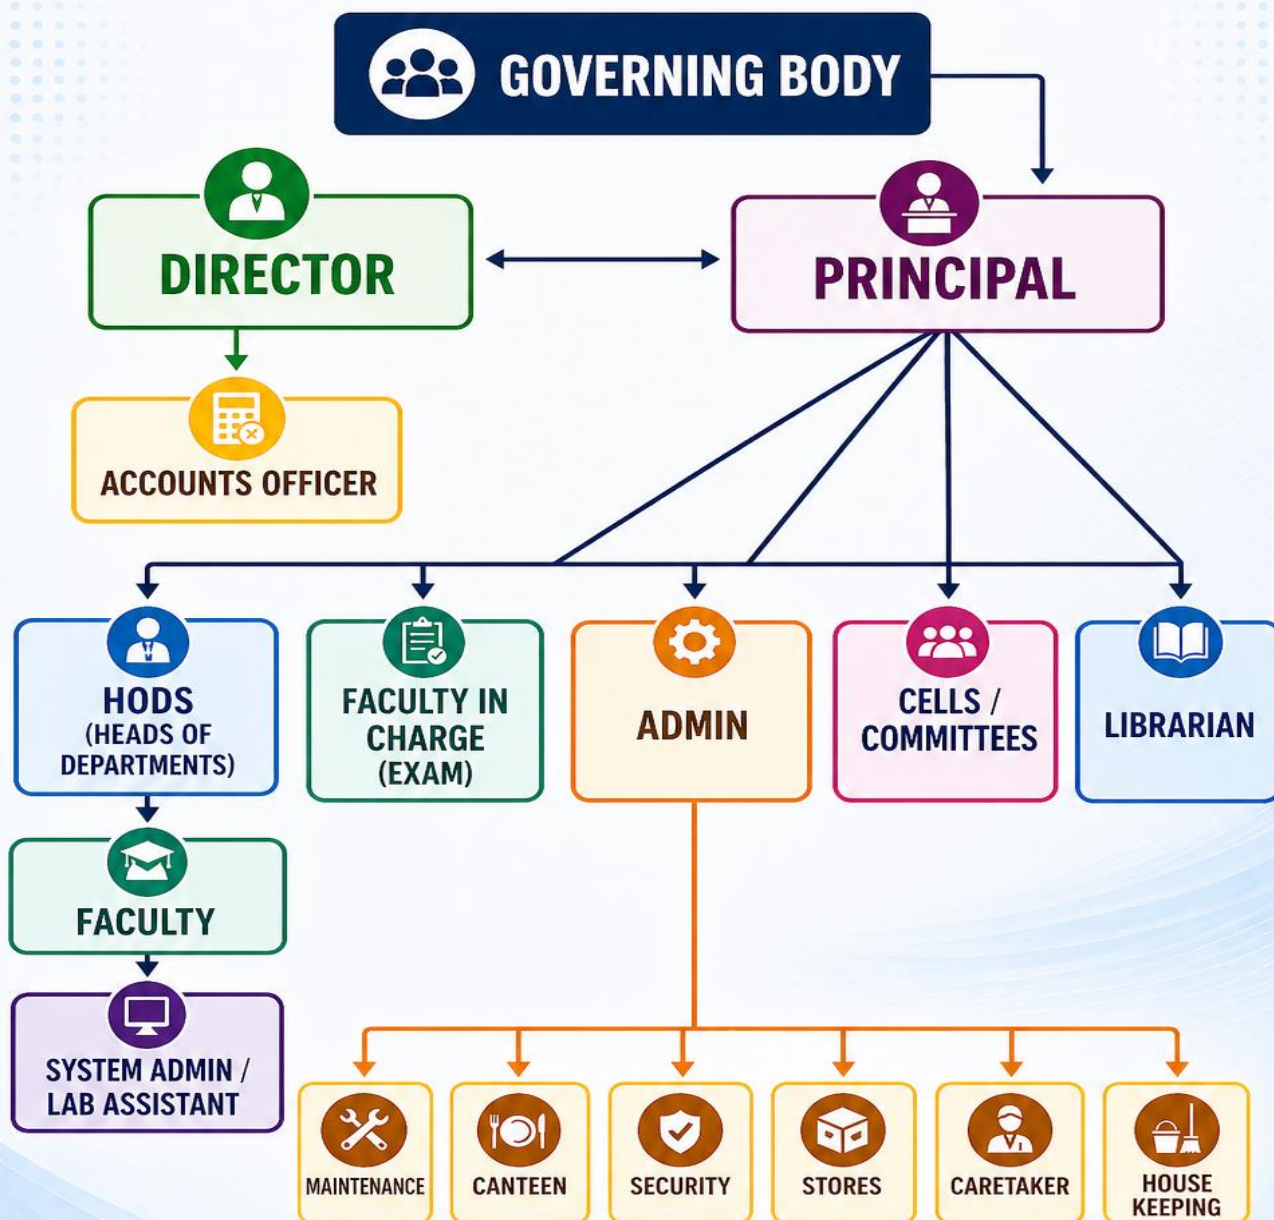 GOVERNING BODY
DIRECTOR
PRINCIPAL
ACCOUNTS OFFICER
HODS
(HEADS OF
DEPARTMENTS)
FACULTY IN
CHARGE
(EXAM)
ADMIN
CELLS /
COMMITTEES
LIBRARIAN
FACULTY
SYSTEM ADMIN /
LAB ASSISTANT
MAINTENANCE
CANTEEN
SECURITY
STORES
CARETAKER
HOUSE
KEEPING